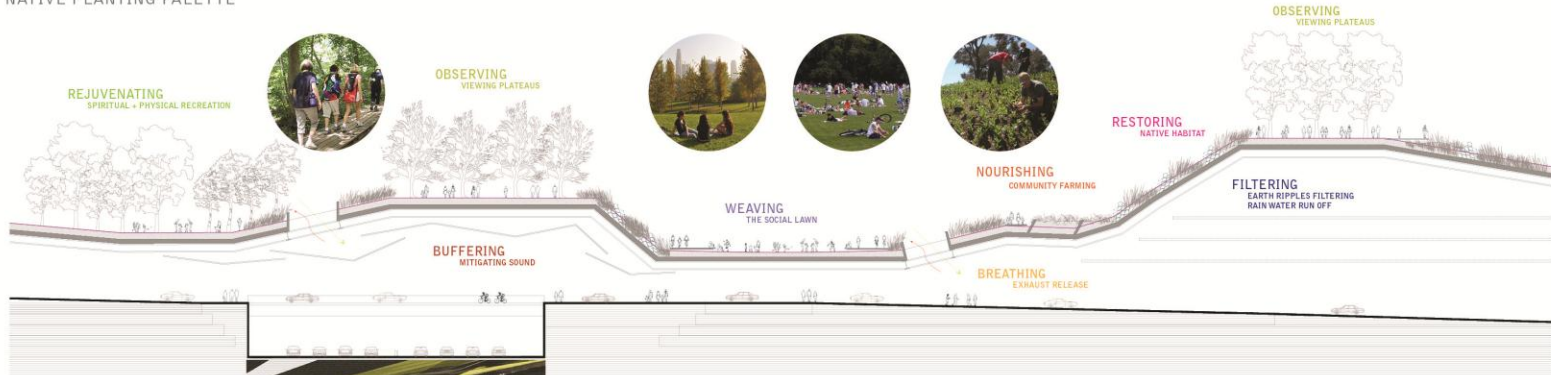 NATIVE PLANTING PALETTE
REJUVENATING
SPIRITUAL + PHYSICAL RECREATION
OBSERVING
VIEWING PLATEAUS
BUFFERING
MITIGATING SOUND
WEAVING
THE SOCIAL LAWN
NOURISHING
COMMUNITY FARMING
BREATHING
EXHAUST RELEASE
RESTORING
NATIVE HABITAT
OBSERVING
VIEWING PLATEAUS
FILTERING
EARTH RIPPLES FILTERING
RAIN WATER RUN OFF